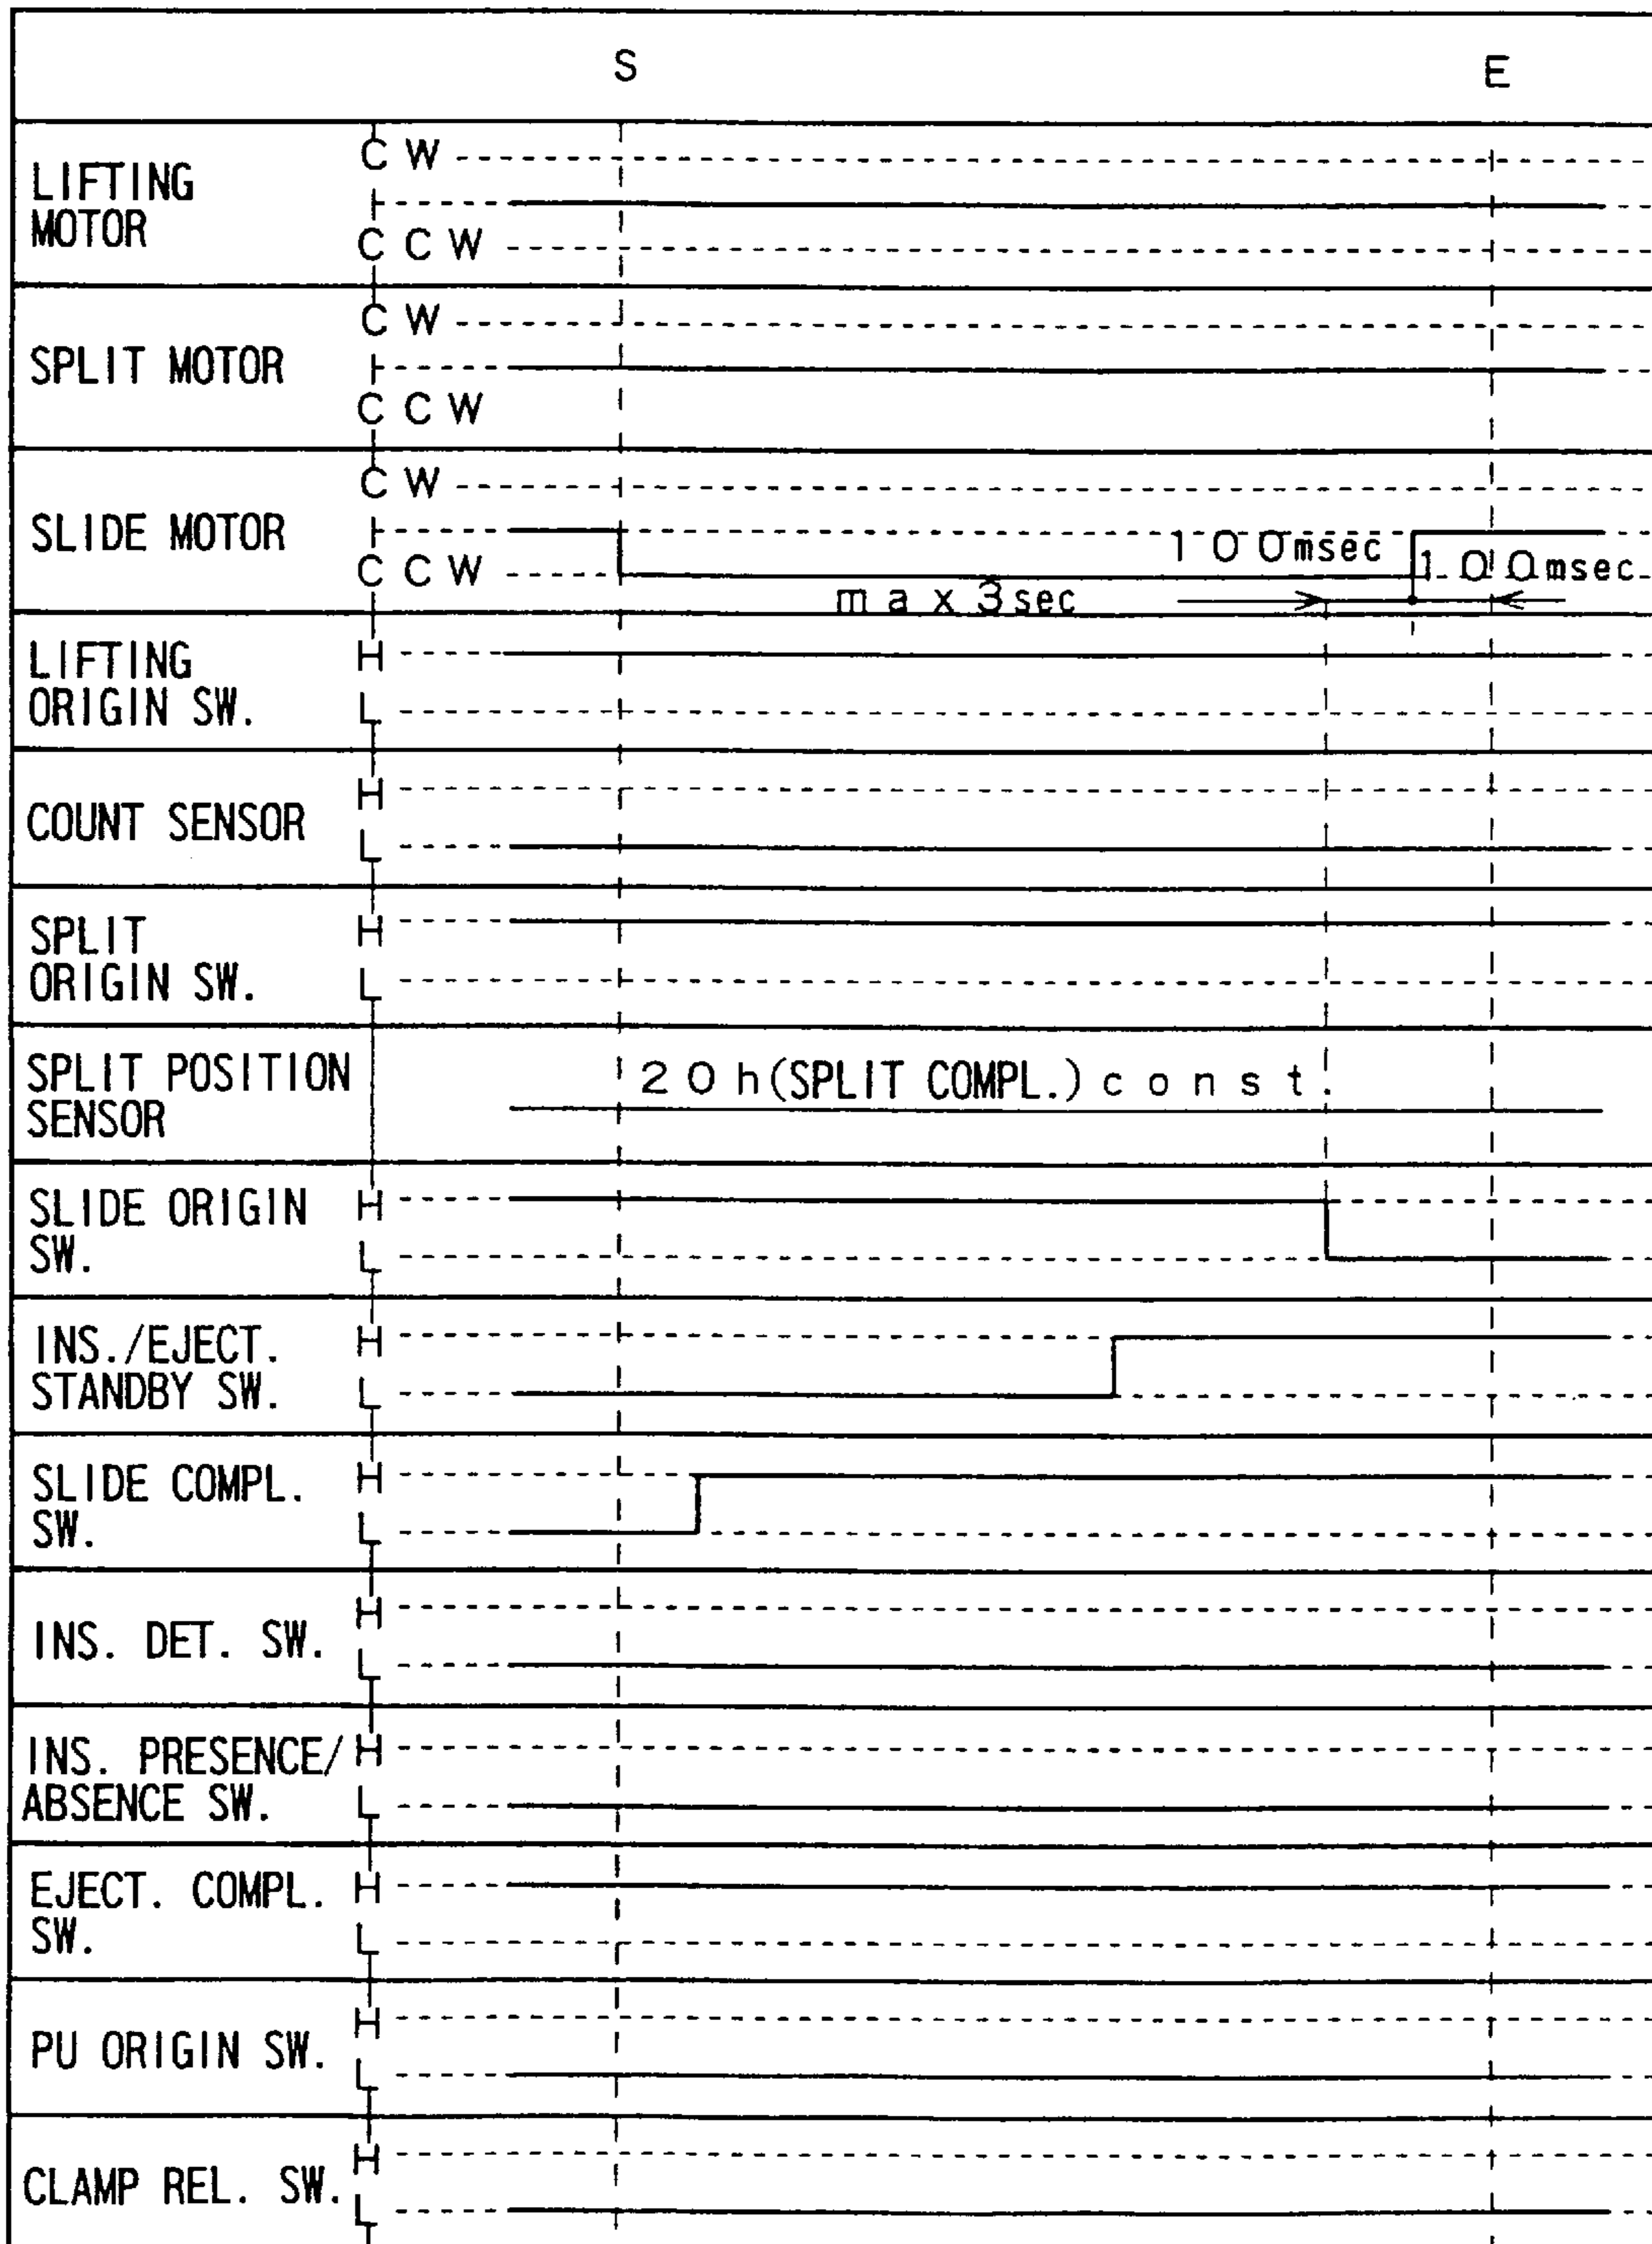 S E
LIFTING
MOTOR
CW
CCW
SPLIT MOTOR
CW
CCW
SLIDE MOTOR
CW
CCW
100msec
100msec
max 3sec
LIFTING
ORIGIN SW.
H
L
COUNT SENSOR
H
L
SPLIT
ORIGIN SW.
H
L
SPLIT POSITION
SENSOR
20h(SPLIT COMPL.) const.
SLIDE ORIGIN
SW.
H
L
INS./EJECT.
STANDBY SW.
H
L
SLIDE COMPL.
SW.
H
L
INS. DET. SW.
H
L
INS. PRESENCE/
ABSENCE SW.
H
L
EJECT. COMPL.
SW.
H
L
PU ORIGIN SW.
H
L
CLAMP REL. SW.
H
L